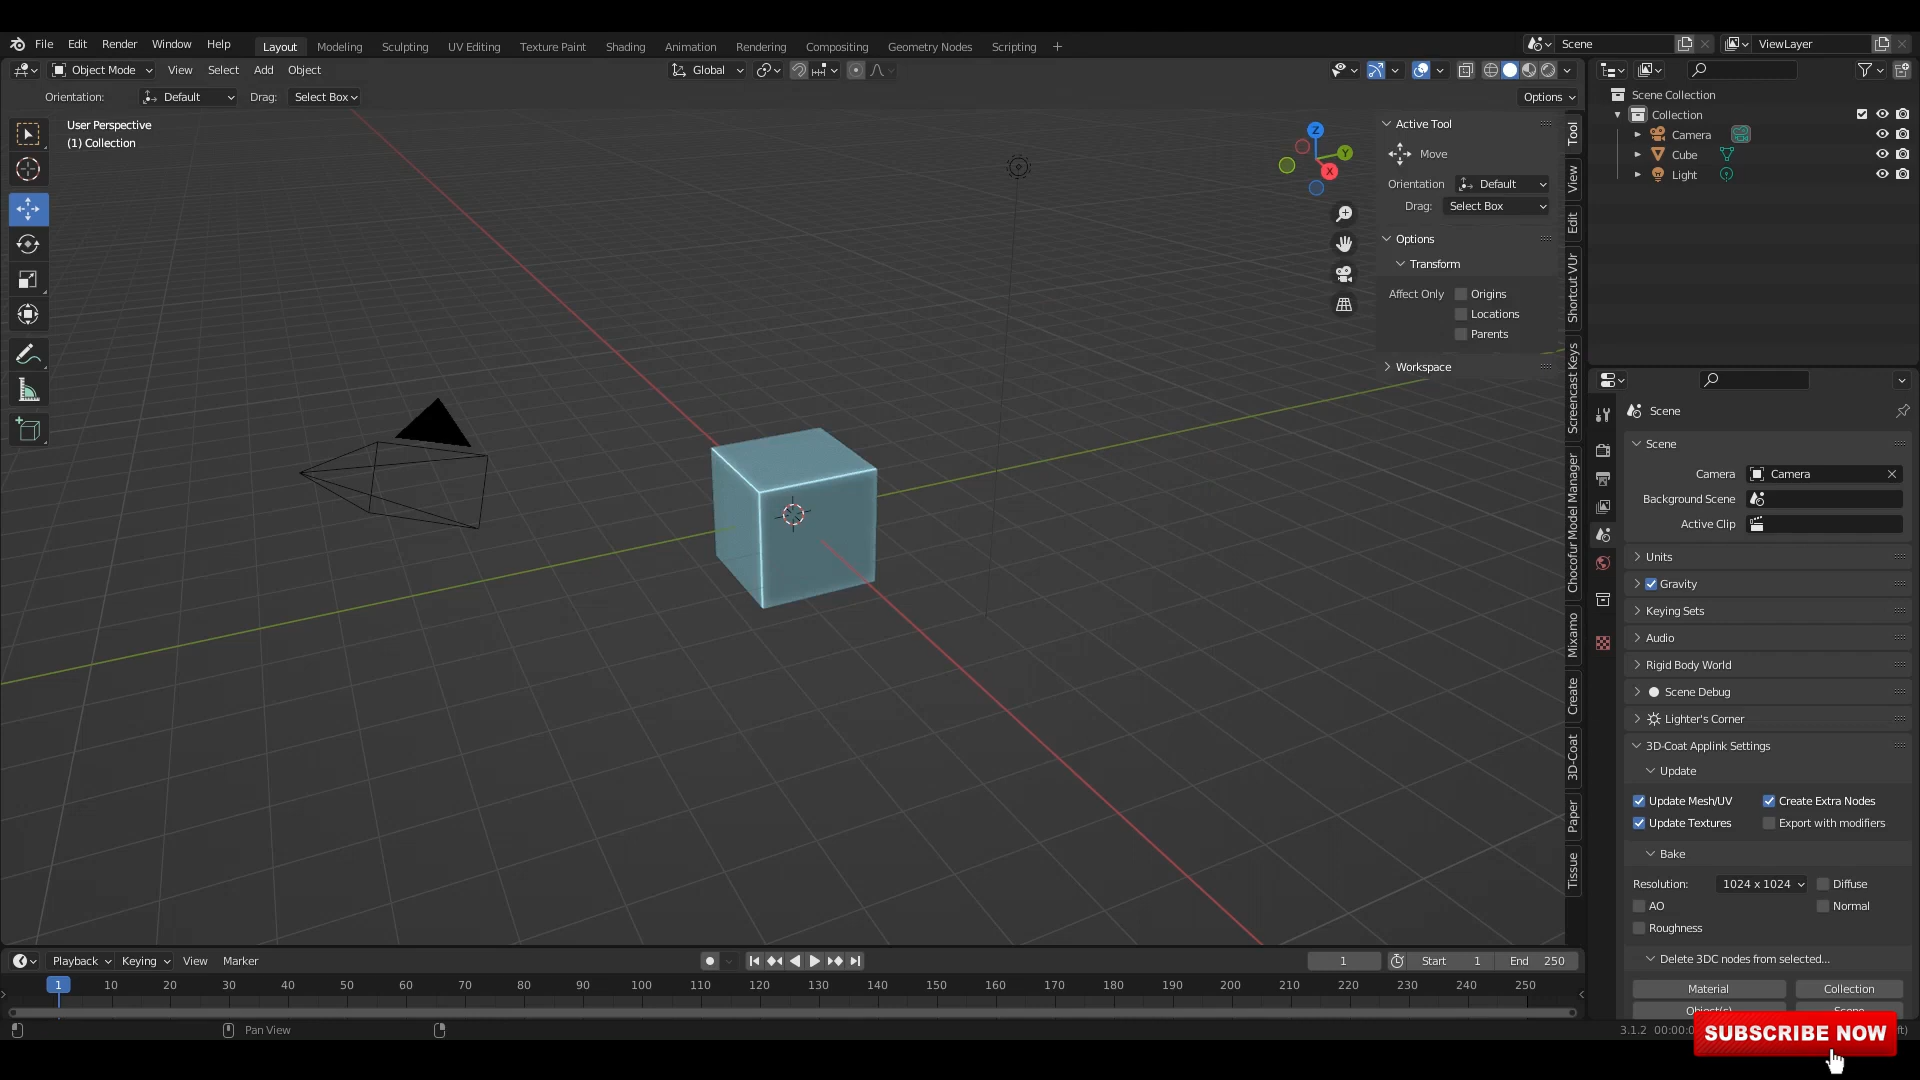 File Edit Render Window Help Layout Modeling Sculpting UV Editing Texture Paint Shading Animation Rendering Compositing Geometry Nodes Scripting + Scene ViewLayer
Object Mode View Select Add Object Global
Orientation: Default Drag: Select Box Options
User Perspective
(1) Collection
Z
Y
X
Active Tool
Move
Orientation Default
Drag: Select Box
Options
Transform
Affect Only Origins
Locations
Parents
Workspace
Tool
View
Edit
Shortcut VUr
Screencast Keys
Chocofur Model Manager
Mixamo
Create
3D-Coat
Paper
Tissue
Scene Collection
Collection
Camera
Cube
Light
Scene
Scene
Camera Camera
Background Scene
Active Clip
Units
Gravity
Keying Sets
Audio
Rigid Body World
Scene Debug
Lighter's Corner
3D-Coat Applink Settings
Update
Update Mesh/UV Create Extra Nodes
Update Textures Export with modifiers
Bake
Resolution: 1024 x 1024 Diffuse
AO Normal
Roughness
Delete 3DC nodes from selected...
Material Collection
Object(s) Scene
Playback Keying View Marker 1 Start 1 End 250
1 10 20 30 40 50 60 70 80 90 100 110 120 130 140 150 160 170 180 190 200 210 220 230 240 250
Pan View
3.1.2 00:00:0
SUBSCRIBE NOW